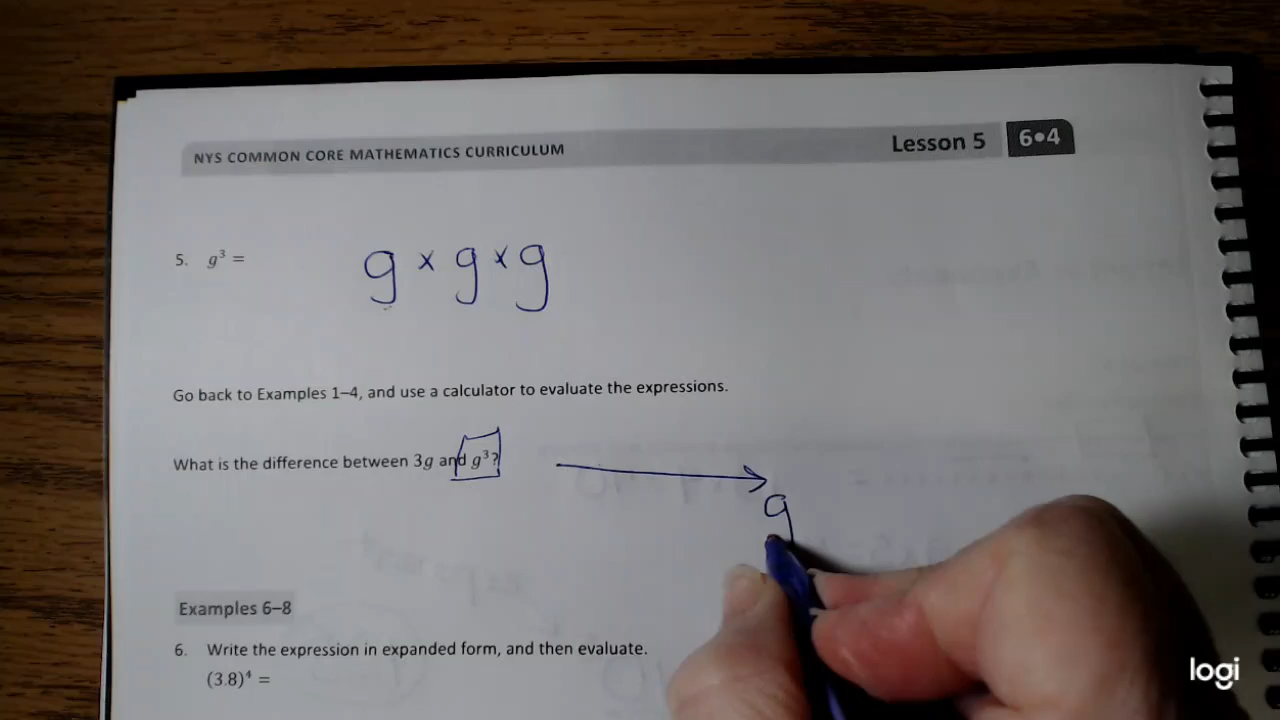 NYS COMMON CORE MATHEMATICS CURRICULUM Lesson 5 6•4
5. g³ = g × g × g
Go back to Examples 1–4, and use a calculator to evaluate the expressions.
What is the difference between 3g and g³?
g
Examples 6–8
6. Write the expression in expanded form, and then evaluate.
(3.8)⁴ =
logi